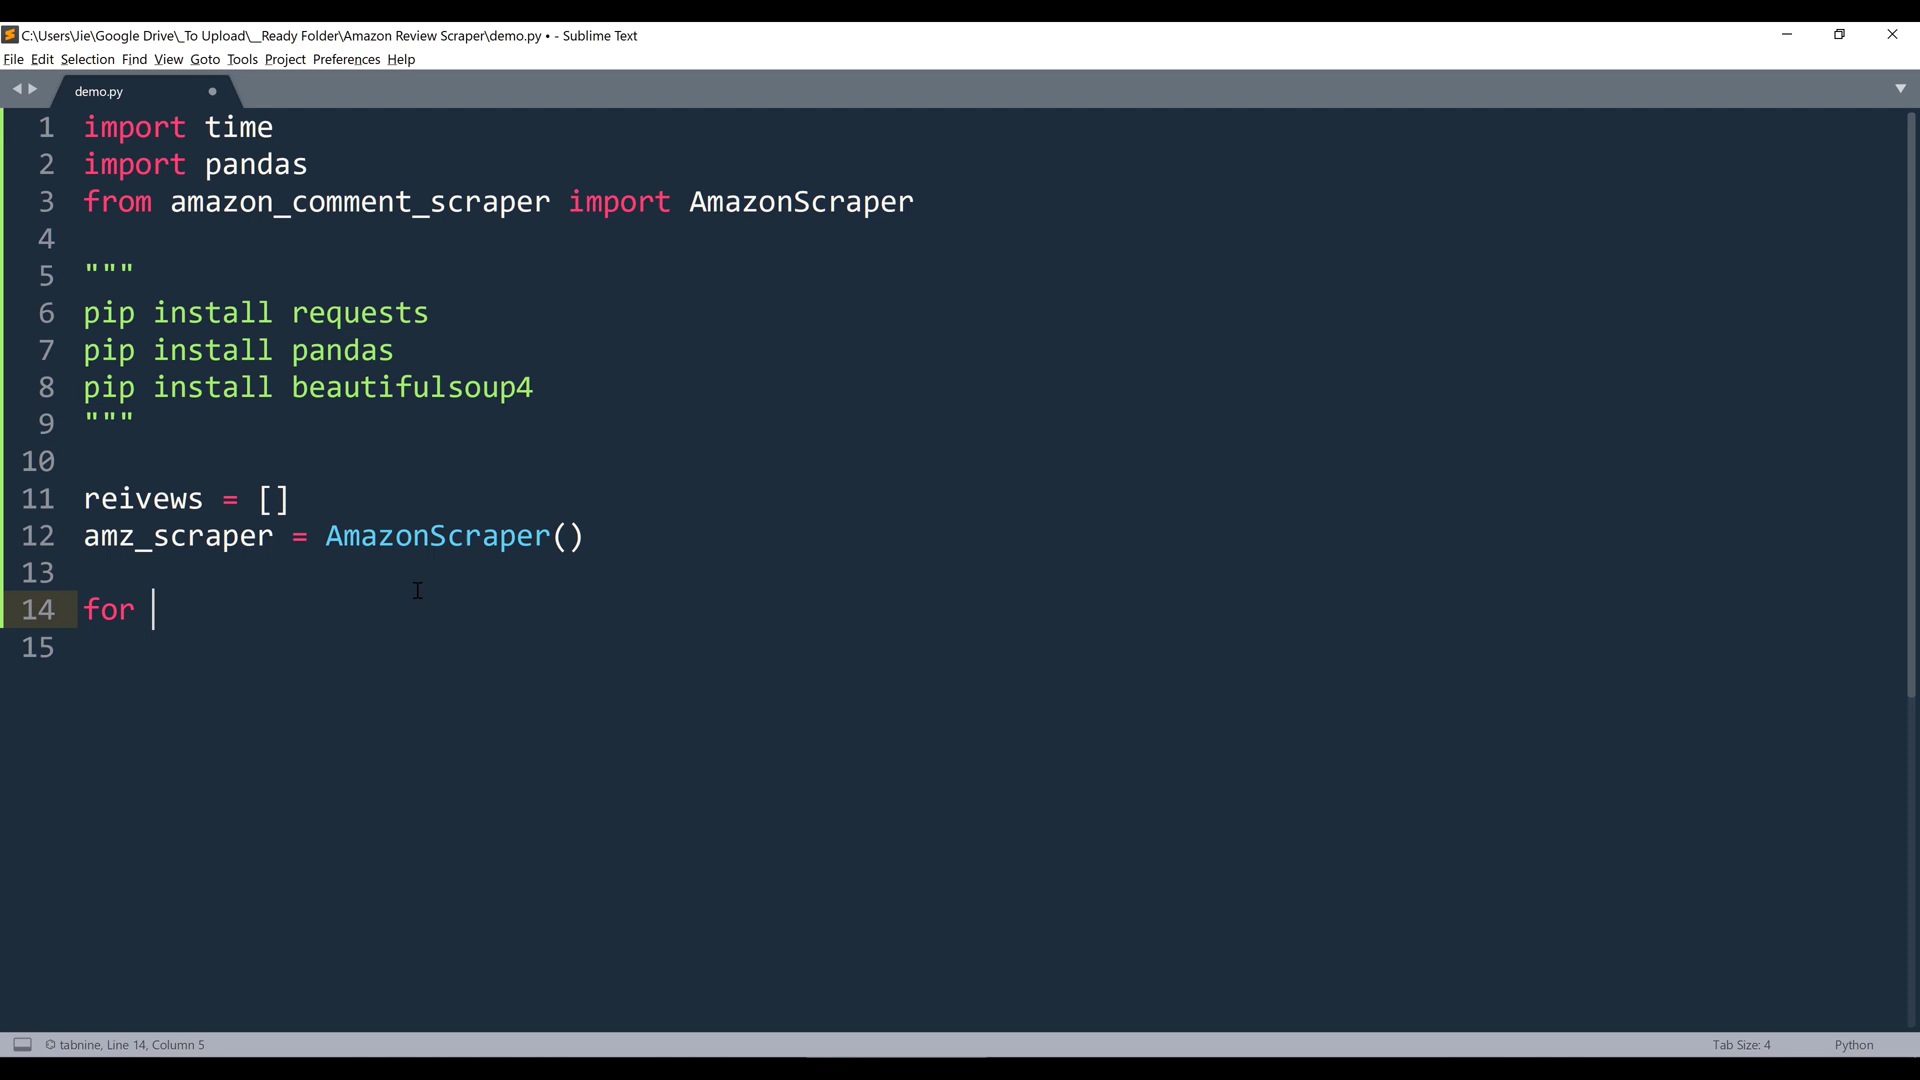 C:\Users\Jie\Google Drive\_To Upload\__Ready Folder\Amazon Review Scraper\demo.py • - Sublime Text
File Edit Selection Find View Goto Tools Project Preferences Help
demo.py
1 import time
2 import pandas
3 from amazon_comment_scraper import AmazonScraper
4
5 """
6 pip install requests
7 pip install pandas
8 pip install beautifulsoup4
9 """
10
11 reivews = []
12 amz_scraper = AmazonScraper()
13
14 for
15
tabnine, Line 14, Column 5 Tab Size: 4 Python